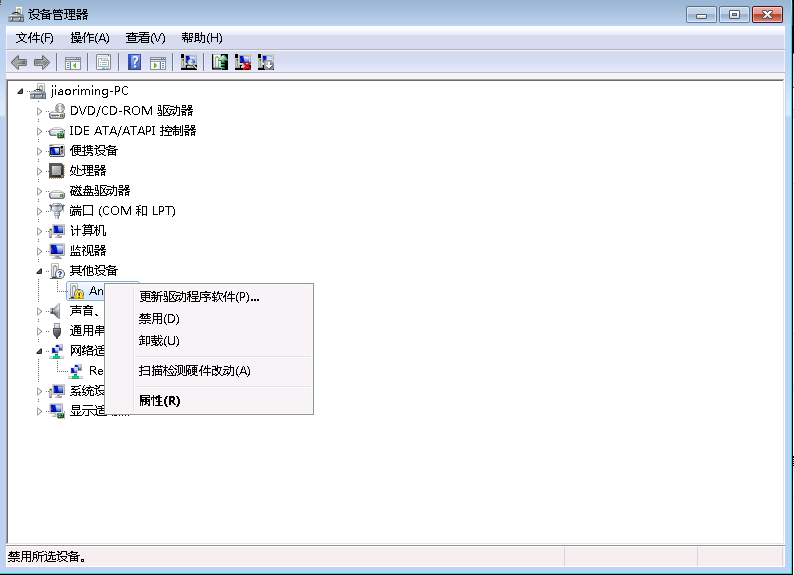 设备管理器
文件(F) 操作(A) 查看(V) 帮助(H)
jiaoriming-PC
DVD/CD-ROM 驱动器
IDE ATA/ATAPI 控制器
便携设备
处理器
磁盘驱动器
端口 (COM 和 LPT)
计算机
监视器
其他设备
An
更新驱动程序软件(P)...
声音、
禁用(D)
通用串
卸载(U)
网络适
Re
扫描检测硬件改动(A)
系统设
属性(R)
显示适
禁用所选设备。